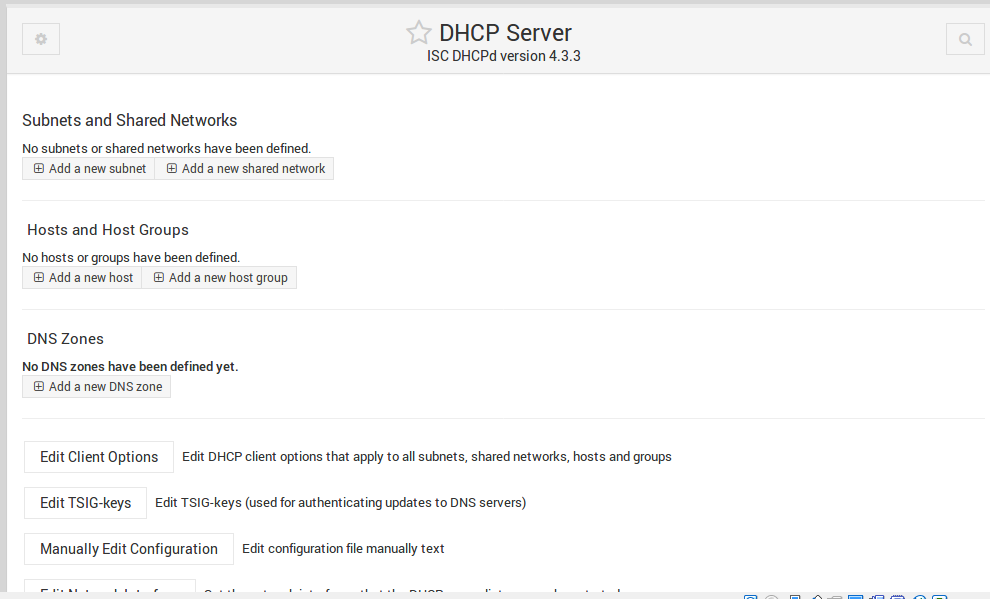 DHCP Server
ISC DHCPd version 4.3.3
Subnets and Shared Networks
No subnets or shared networks have been defined.
Add a new subnet Add a new shared network
Hosts and Host Groups
No hosts or groups have been defined.
Add a new host Add a new host group
DNS Zones
No DNS zones have been defined yet.
Add a new DNS zone
Edit Client Options Edit DHCP client options that apply to all subnets, shared networks, hosts and groups
Edit TSIG-keys Edit TSIG-keys (used for authenticating updates to DNS servers)
Manually Edit Configuration Edit configuration file manually text